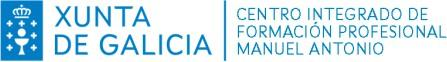 XUNTA
DE GALICIA
CENTRO INTEGRADO DE
FORMACIÓN PROFESIONAL
MANUEL ANTONIO